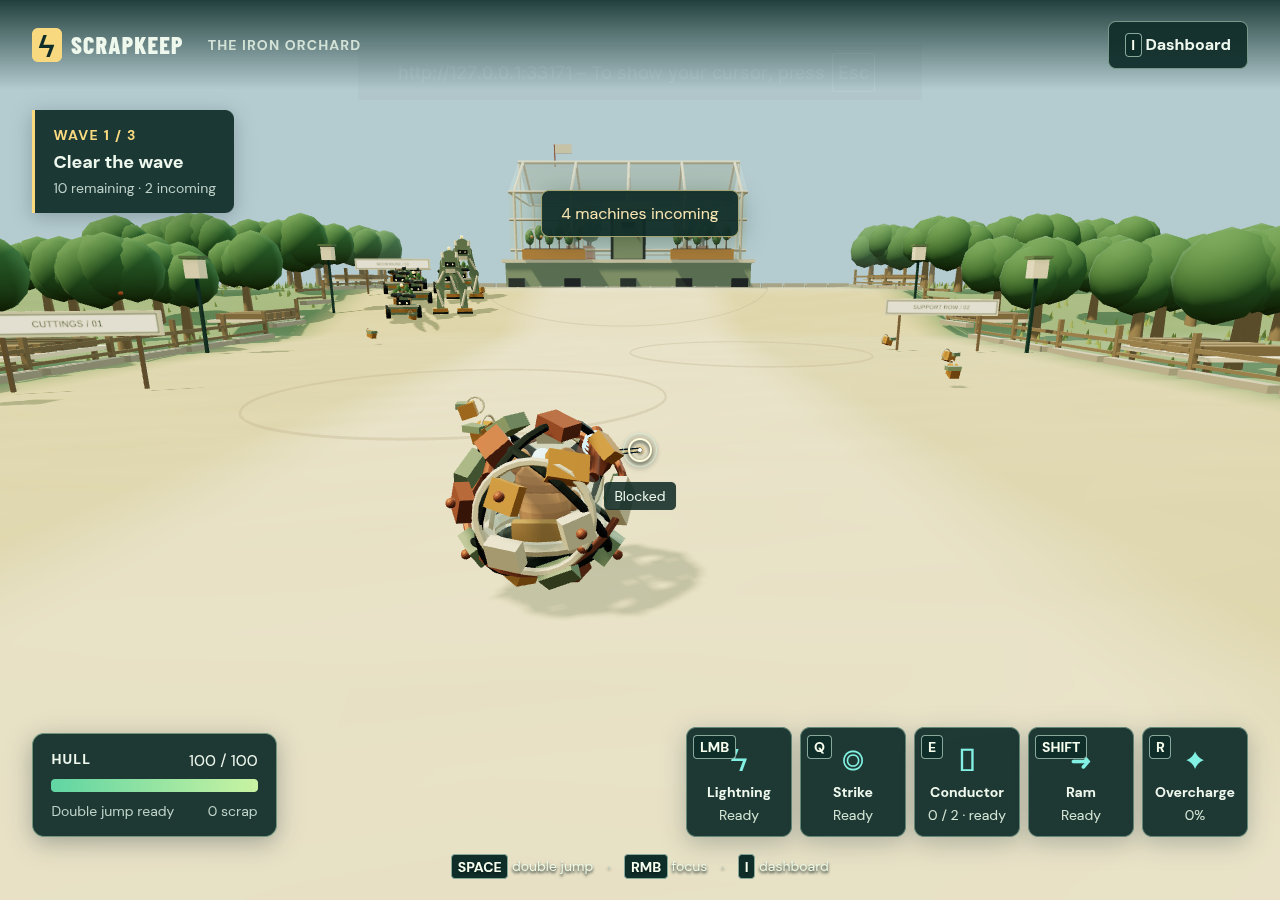 SCRAPKEEP
THE IRON ORCHARD
I Dashboard
http://127.0.0.1:33171 – To show your cursor, press Esc
WAVE 1 / 3
Clear the wave
10 remaining · 2 incoming
4 machines incoming
CUTTINGS / 01
SUPPORT ROW / 02
Blocked
HULL
100 / 100
Double jump ready
0 scrap
LMB
Lightning
Ready
Q
Strike
Ready
E
Conductor
0 / 2 · ready
SHIFT
Ram
Ready
R
Overcharge
0%
SPACE double jump · RMB focus · I dashboard